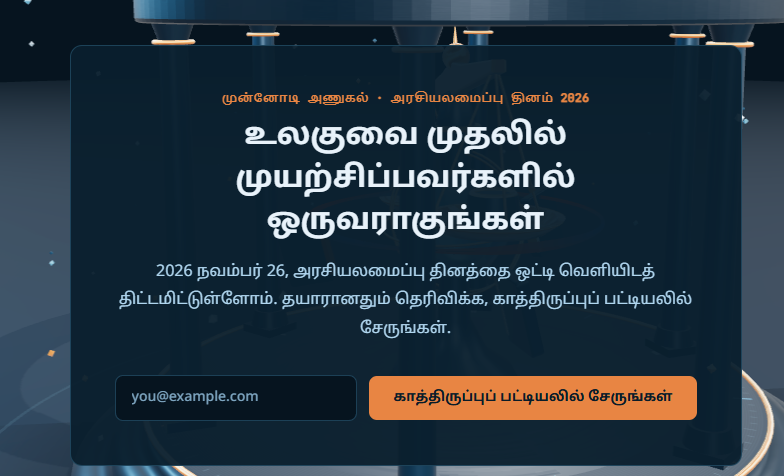 முன்னோடி அணுகல் · அரசியலமைப்பு தினம் 2026
உலகுவை முதலில்
முயற்சிப்பவர்களில்
ஒருவராகுங்கள்
2026 நவம்பர் 26, அரசியலமைப்பு தினத்தை ஒட்டி வெளியிடத்
திட்டமிட்டுள்ளோம். தயாரானதும் தெரிவிக்க, காத்திருப்புப் பட்டியலில்
சேருங்கள்.
you@example.com
காத்திருப்புப் பட்டியலில் சேருங்கள்